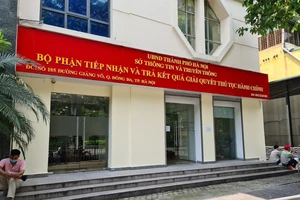 UBND THÀNH PHỐ HÀ NỘI
SỞ THÔNG TIN VÀ TRUYỀN THÔNG
BỘ PHẬN TIẾP NHẬN VÀ TRẢ KẾT QUẢ GIẢI QUYẾT THỦ TỤC HÀNH CHÍNH
ĐC: SỐ 185 ĐƯỜNG GIẢNG VÕ, Q. ĐỐNG ĐA, TP HÀ NỘI